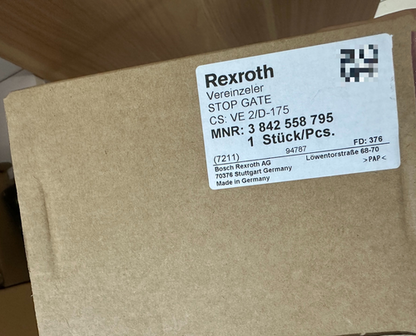 Rexroth
Vereinzeler
STOP GATE
CS: VE 2/D-175
MNR: 3 842 558 795
1 Stück/Pcs.
(7211) 94787 FD: 376
Bosch Rexroth AG Löwentorstraße 68-70
70376 Stuttgart Germany >PAP<
Made in Germany